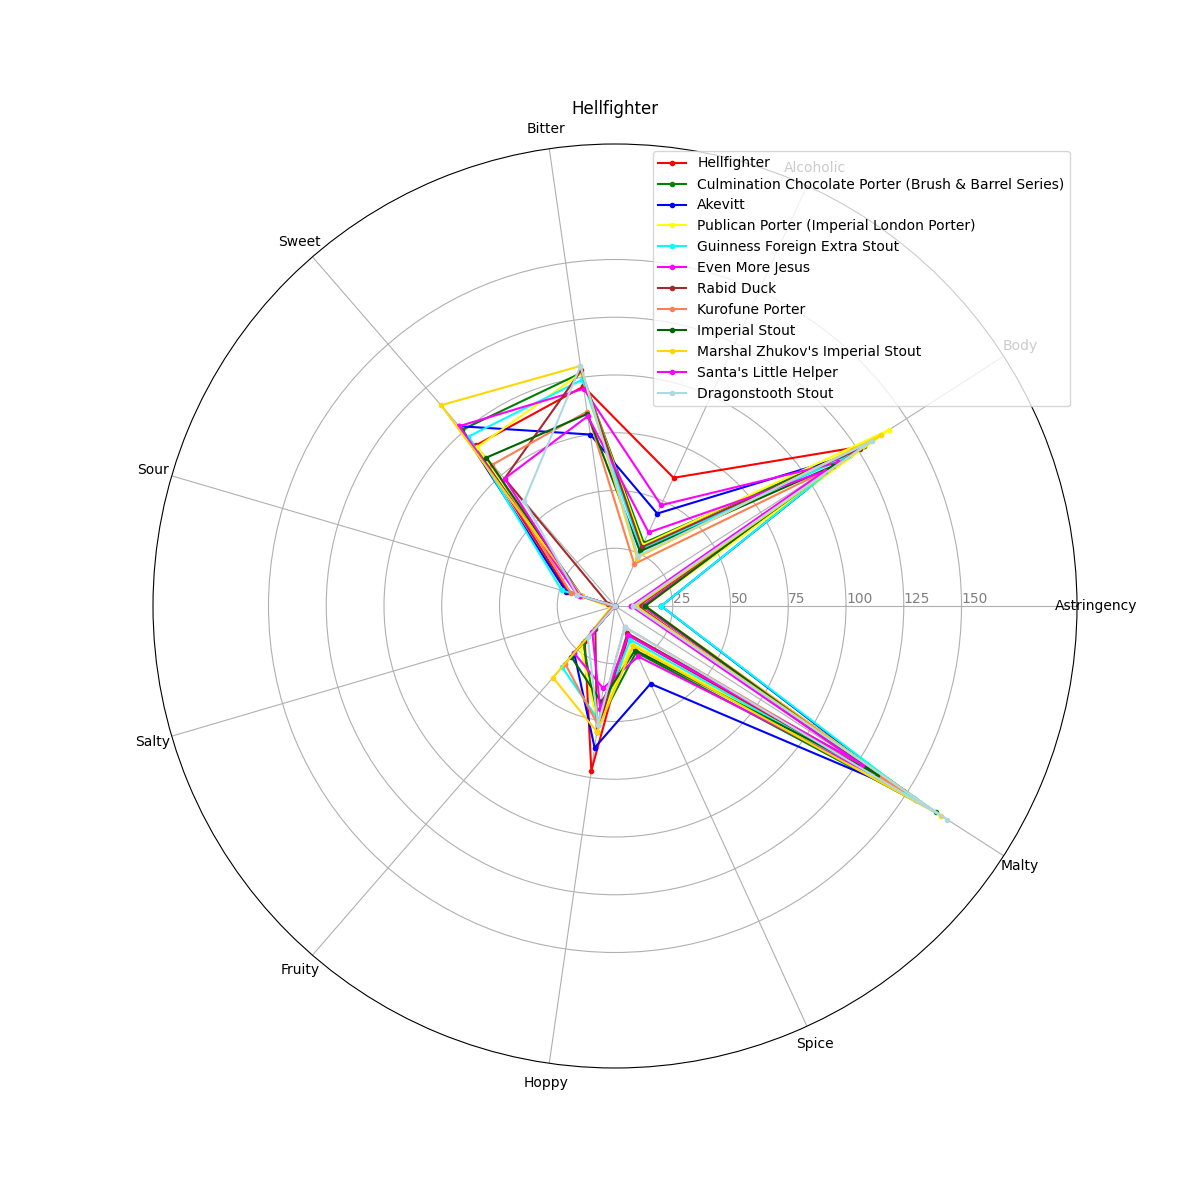 Hellfighter
Bitter
Alcoholic
Hellfighter
Culmination Chocolate Porter (Brush & Barrel Series)
Akevitt
Publican Porter (Imperial London Porter)
Guinness Foreign Extra Stout
Even More Jesus
Rabid Duck
Kurofune Porter
Imperial Stout
Marshal Zhukov's Imperial Stout
Santa's Little Helper
Dragonstooth Stout
Sweet
Body
Sour
25 50 75 100 125 150
Astringency
Salty
Malty
Fruity
Spice
Hoppy